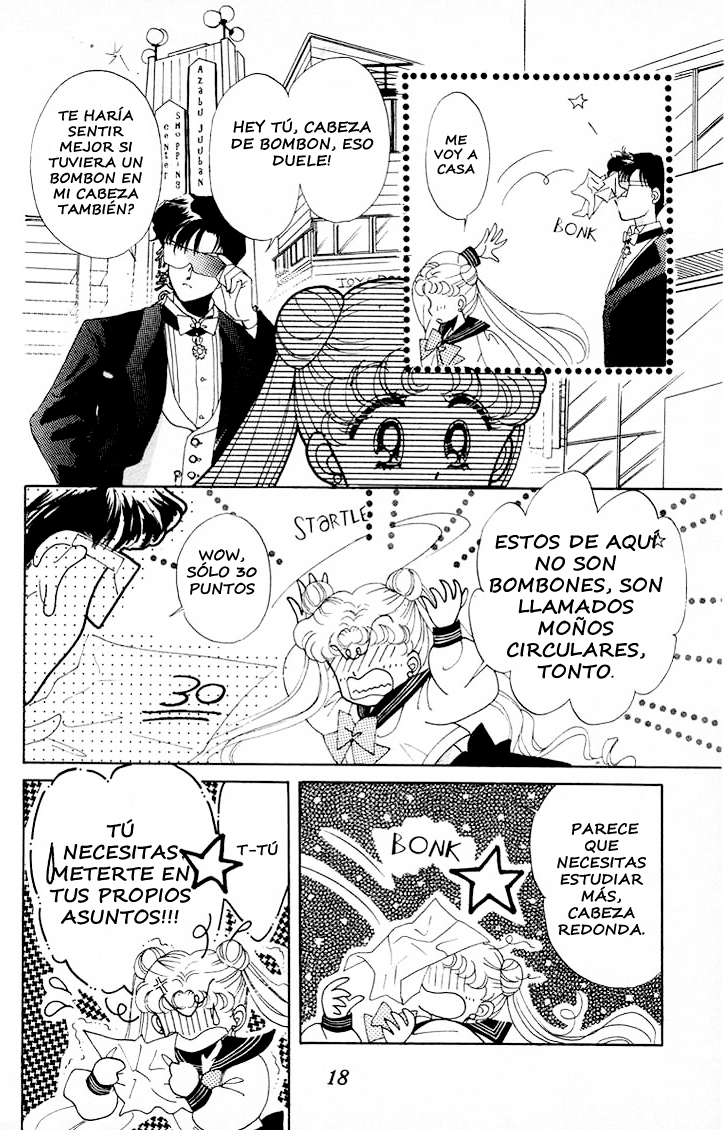 ME
VOY A
CASA
BONK
HEY TÚ, CABEZA
DE BOMBON, ESO
DUELE!
TE HARÍA
SENTIR
MEJOR SI
TUVIERA UN
BOMBON EN
MI CABEZA
TAMBIÉN?
Azabu Juuban
Shopping
Center
ESTOS DE AQUÍ
NO SON
BOMBONES, SON
LLAMADOS
MOÑOS
CIRCULARES,
TONTO.
STARTLE
WOW,
SÓLO 30
PUNTOS
30
PARECE
QUE
NECESITAS
ESTUDIAR
MÁS,
CABEZA
REDONDA.
BONK
T-TÚ
TÚ
NECESITAS
METERTE EN
TUS PROPIOS
ASUNTOS!!!
18